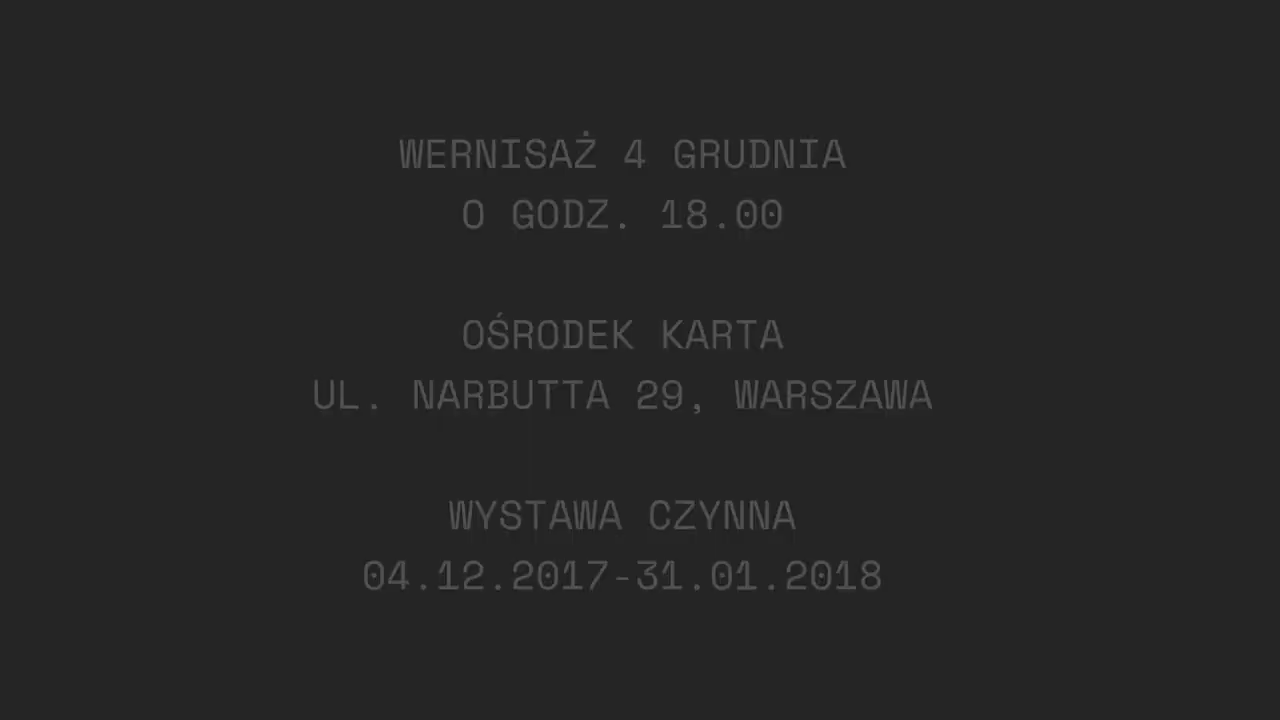 WERNISAŻ 4 GRUDNIA
O GODZ. 18.00
OŚRODEK KARTA
UL. NARBUTTA 29, WARSZAWA
WYSTAWA CZYNNA
04.12.2017-31.01.2018